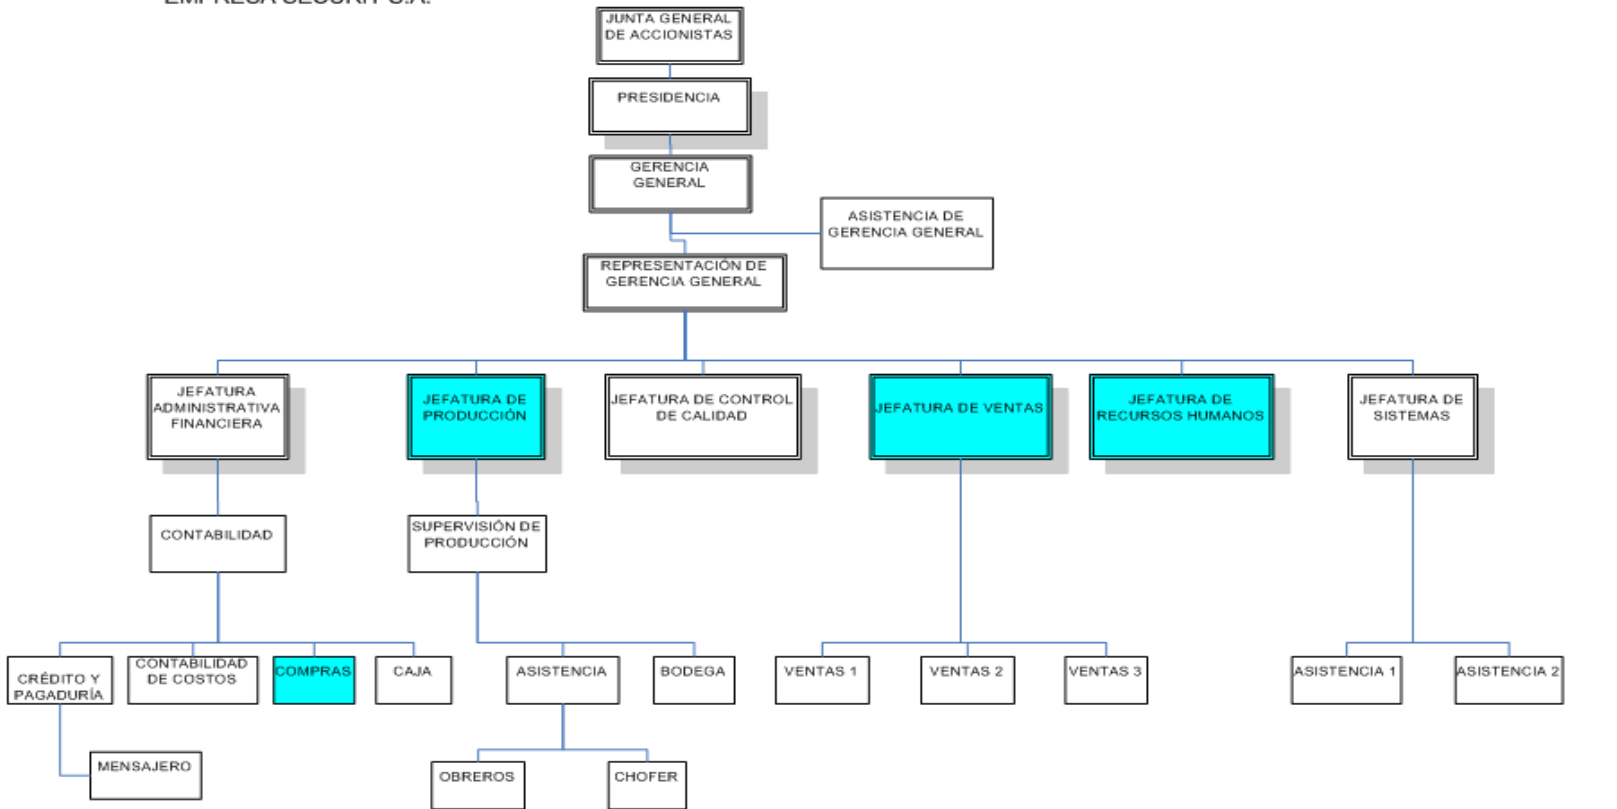 EMPRESA SECURIT S.A.
JUNTA GENERAL
DE ACCIONISTAS
PRESIDENCIA
GERENCIA
GENERAL
ASISTENCIA DE
GERENCIA GENERAL
REPRESENTACIÓN DE
GERENCIA GENERAL
JEFATURA
ADMINISTRATIVA
FINANCIERA
JEFATURA DE
PRODUCCIÓN
JEFATURA DE CONTROL
DE CALIDAD
JEFATURA DE VENTAS
JEFATURA DE
RECURSOS HUMANOS
JEFATURA DE
SISTEMAS
CONTABILIDAD
SUPERVISIÓN DE
PRODUCCIÓN
CRÉDITO Y
PAGADURÍA
CONTABILIDAD
DE COSTOS
COMPRAS
CAJA
ASISTENCIA
BODEGA
VENTAS 1
VENTAS 2
VENTAS 3
ASISTENCIA 1
ASISTENCIA 2
MENSAJERO
OBREROS
CHOFER